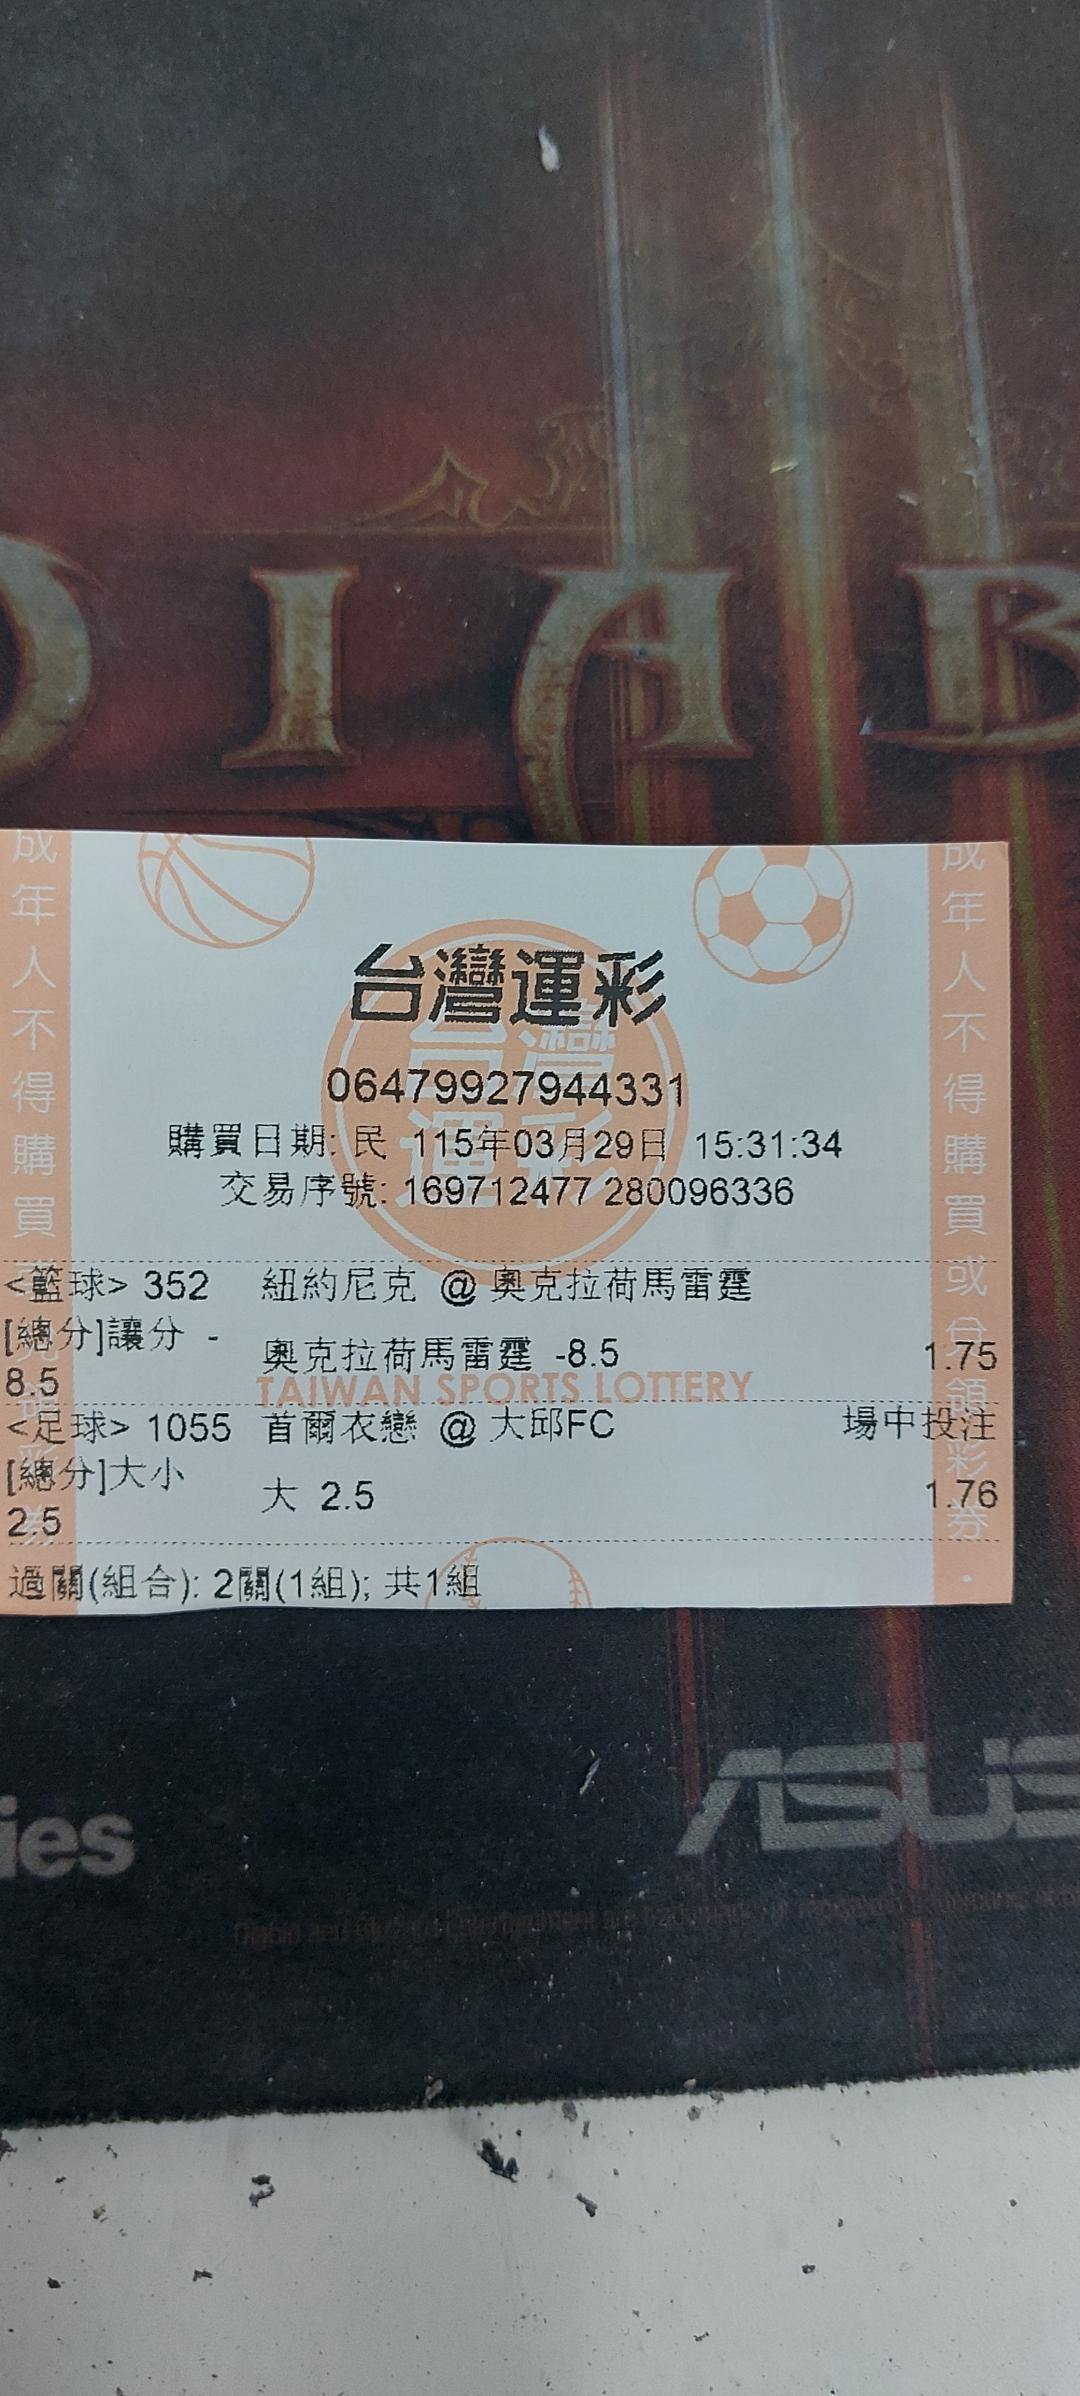 DIAB
台灣運彩
06479927944331
購買日期: 民 115年03月29日 15:31:34
交易序號: 169712477 280096336
<籃球> 352 紐約尼克 @ 奧克拉荷馬雷霆
[總分]讓分 -8.5 奧克拉荷馬雷霆 -8.5 1.75
TAIWAN SPORTS LOTTERY
<足球> 1055 首爾衣戀 @ 大邱FC 場中投注
[總分]大小 2.5 大 2.5 1.76
過關(組合): 2關(1組); 共1組
成年人不得購買
成年人不得購買或兌領彩券.
ies
ASUS